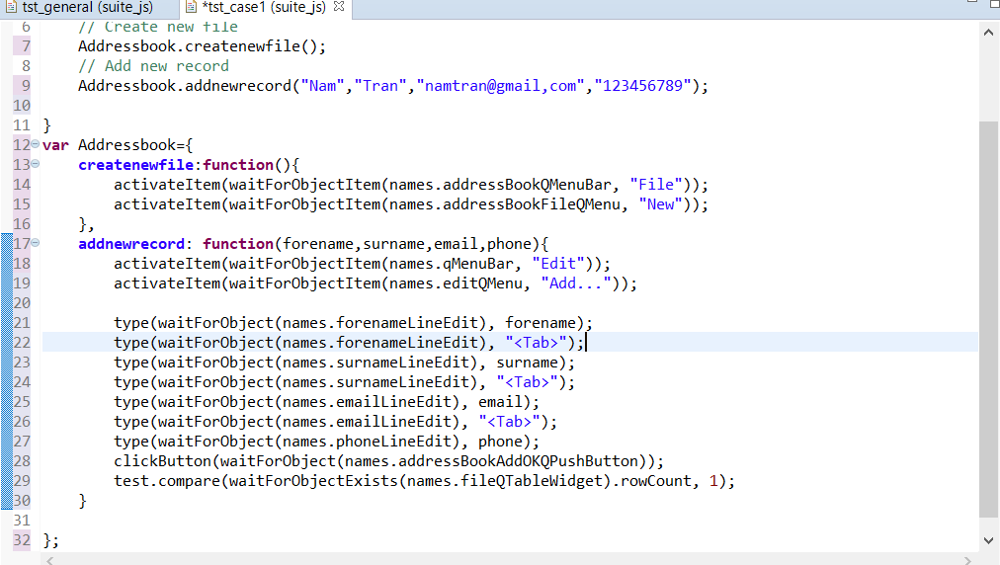 tst_general (suite_js) *tst_case1 (suite_js)
6 // Create new file
7 Addressbook.createnewfile();
8 // Add new record
9 Addressbook.addnewrecord("Nam","Tran","namtran@gmail,com","123456789");
10
11 }
12 var Addressbook={
13 createnewfile:function(){
14 activateItem(waitForObjectItem(names.addressBookQMenuBar, "File"));
15 activateItem(waitForObjectItem(names.addressBookFileQMenu, "New"));
16 },
17 addnewrecord: function(forename,surname,email,phone){
18 activateItem(waitForObjectItem(names.qMenuBar, "Edit"));
19 activateItem(waitForObjectItem(names.editQMenu, "Add..."));
20
21 type(waitForObject(names.forenameLineEdit), forename);
22 type(waitForObject(names.forenameLineEdit), "<Tab>");
23 type(waitForObject(names.surnameLineEdit), surname);
24 type(waitForObject(names.surnameLineEdit), "<Tab>");
25 type(waitForObject(names.emailLineEdit), email);
26 type(waitForObject(names.emailLineEdit), "<Tab>");
27 type(waitForObject(names.phoneLineEdit), phone);
28 clickButton(waitForObject(names.addressBookAddOKQPushButton));
29 test.compare(waitForObjectExists(names.fileQTableWidget).rowCount, 1);
30 }
31
32 };